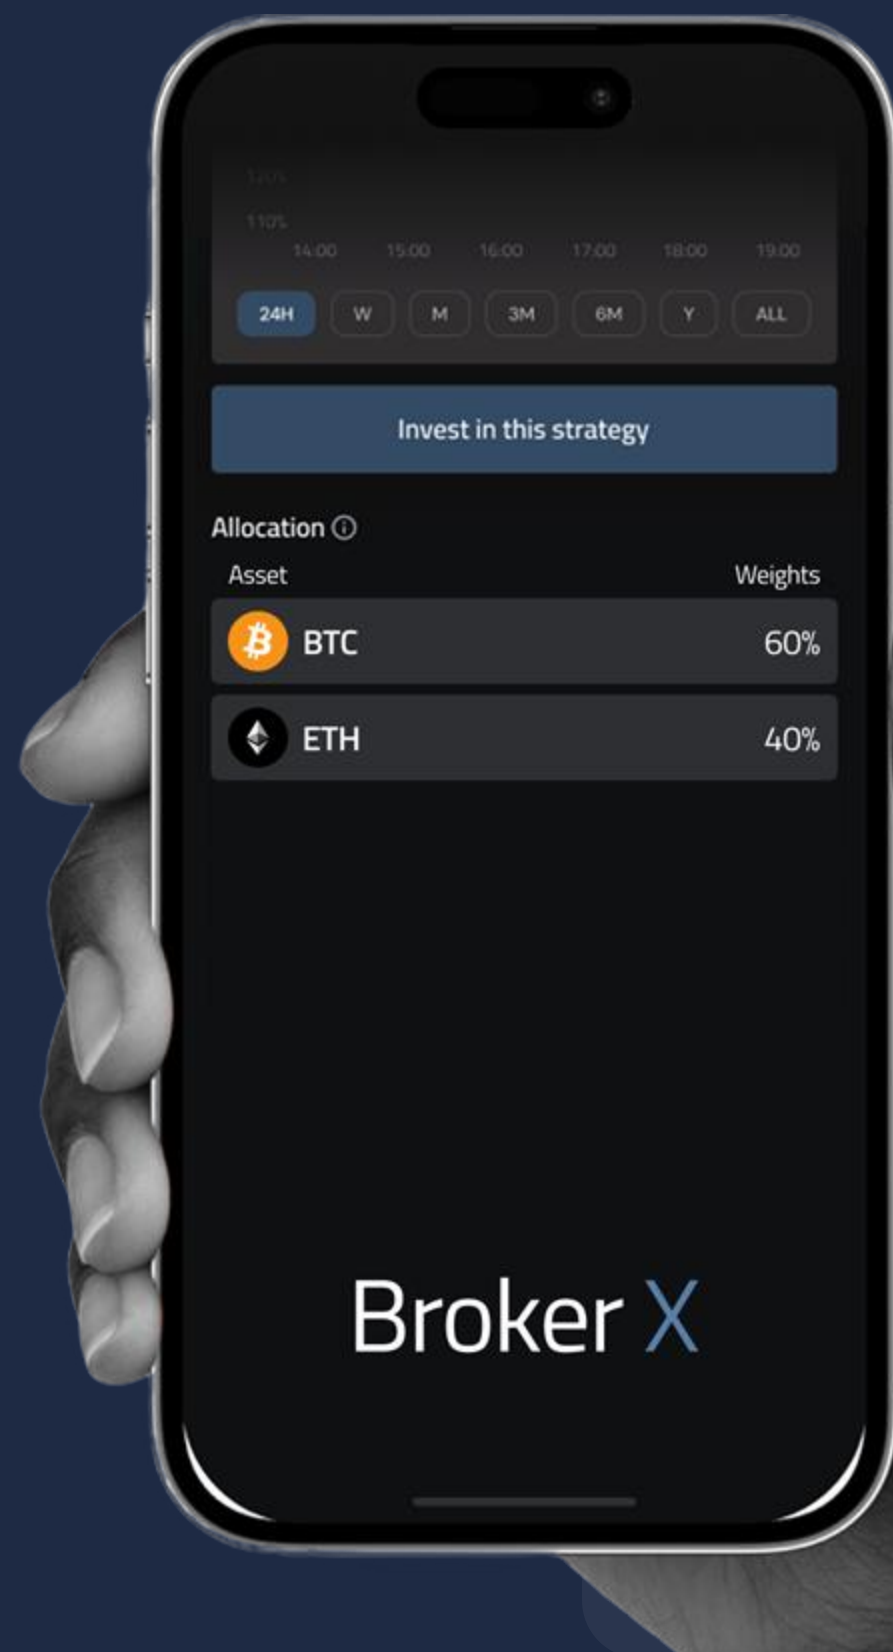 120%
110%
14:00 15:00 16:00 17:00 18:00 19:00
24H W M 3M 6M Y ALL
Invest in this strategy
Allocation
Asset Weights
BTC 60%
ETH 40%
Broker X